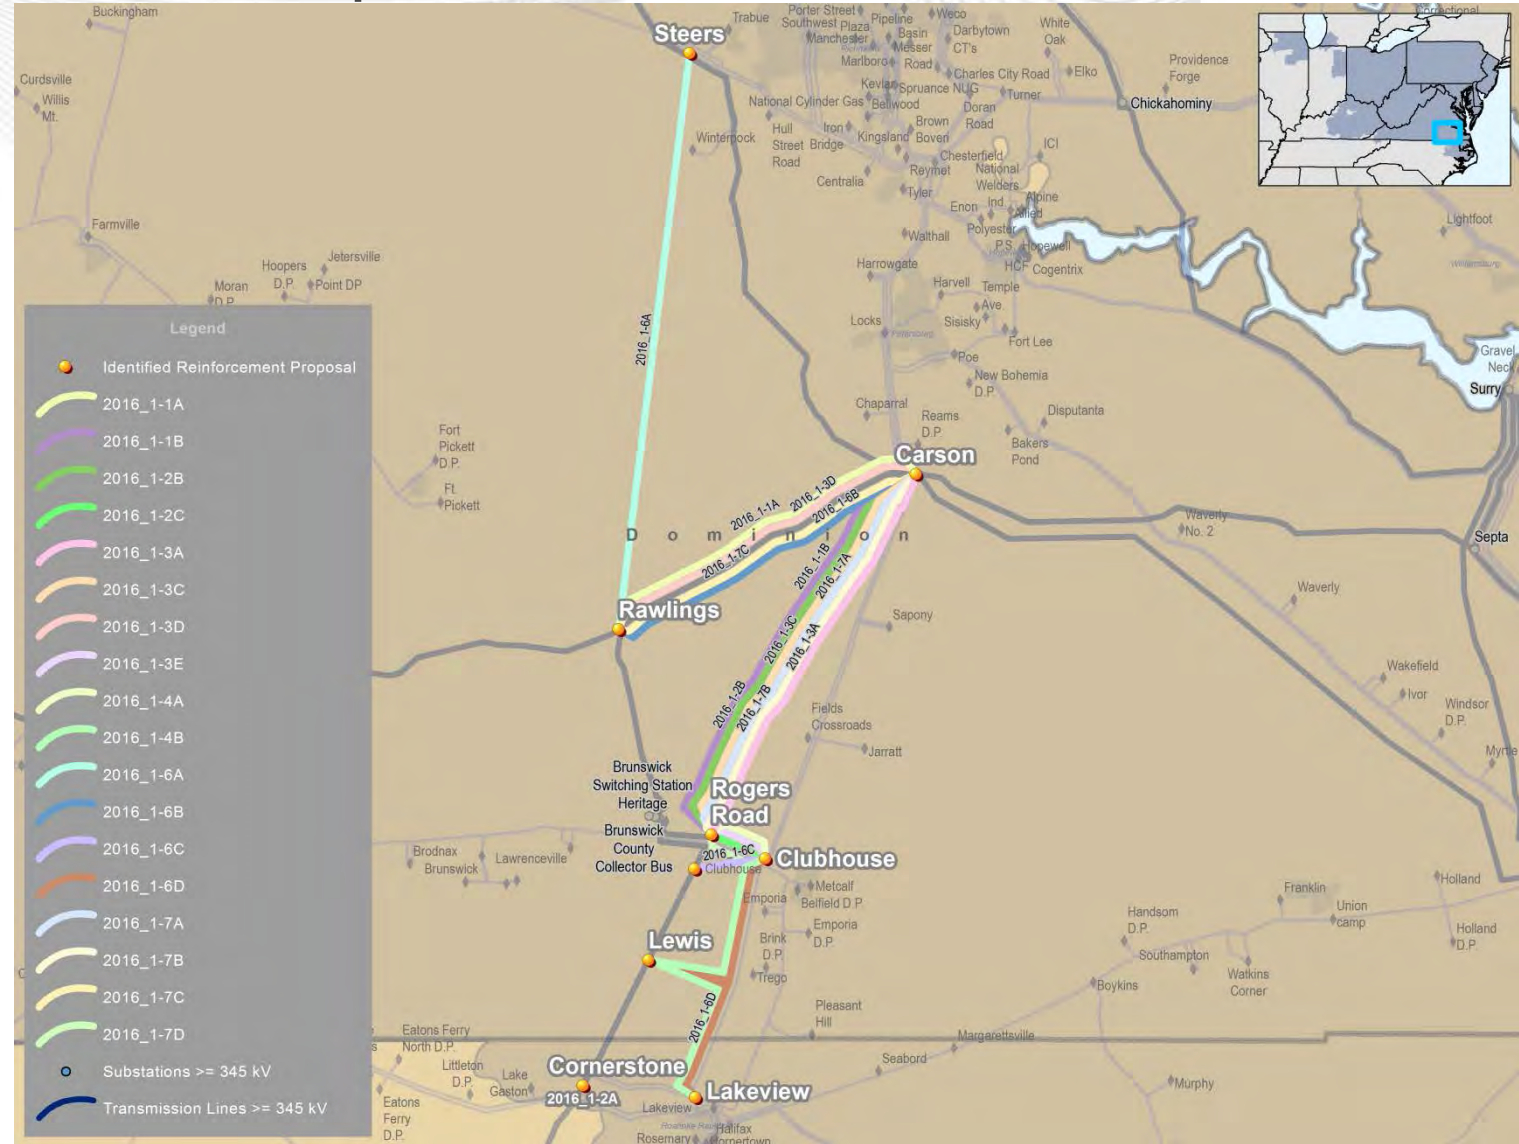 Buckingham
Curdsville
Willis
Mt.
Farmville
Hoopers
D.P.
Jetersville
Point DP
Moran
D.P.
Steers
Trabue
Porter Street
Southwest
Plaza
Manchester
Pipeline
Basin
Messer
Road
Marlboro
Weco
Darbytown
CT's
White
Oak
Elko
Charles City Road
Providence
Forge
Correctional
Kevlar
Spruance NUG
Turner
Chickahominy
National Cylinder Gas
Bellwood
Doran
Road
Hull
Street
Road
Iron
Bridge
Kingsland
Brown
Boveri
Winterpock
Chesterfield
ICI
Centralia
Reymet
National
Welders
Tyler
Enon
Ind.
Alpine
Allied
Polyester
P.S.
Hopewell
HCF
Cogentrix
Walthall
Harrowgate
Harvell
Temple
Ave.
Sisisky
Locks
Petersburg
Fort Lee
Poe
New Bohemia
D.P.
Chaparral
Reams
D.P.
Disputanta
Bakers
Pond
Lightfoot
Williamsburg
Gravel
Neck
Surry
Legend
Identified Reinforcement Proposal
2016_1-1A
2016_1-1B
2016_1-2B
2016_1-2C
2016_1-3A
2016_1-3C
2016_1-3D
2016_1-3E
2016_1-4A
2016_1-4B
2016_1-6A
2016_1-6B
2016_1-6C
2016_1-6D
2016_1-7A
2016_1-7B
2016_1-7C
2016_1-7D
Substations >= 345 kV
Transmission Lines >= 345 kV
2016_1-6A
Fort
Pickett
D.P.
Ft.
Pickett
Carson
2016_1-1A
2016_1-3D
2016_1-6B
2016_1-7C
Dominion
Waverly
No. 2
Septa
Rawlings
2016_1-1B
2016_1-7A
2016_1-3C
2016_1-3A
2016_1-2B
2016_1-7B
Sapony
Waverly
Wakefield
Ivor
Windsor
D.P.
Fields
Crossroads
Jarratt
Brunswick
Switching Station
Heritage
Rogers
Road
Brunswick
County
Collector Bus
2016_1-6C
Clubhouse
Clubhouse
Brodnax
Brunswick
Lawrenceville
Metcalf
Belfield D.P.
Emporia
Emporia
D.P.
Brink
D.P.
Trego
Lewis
2016_1-6D
Pleasant
Hill
Holland
Franklin
Union
camp
Handsom
D.P.
Holland
D.P.
Southampton
Watkins
Corner
Boykins
Margarettsville
Seabord
Murphy
Eatons Ferry
North D.P.
Littleton
D.P.
Lake
Gaston
Eatons
Ferry
D.P.
Cornerstone
2016_1-2A
Lakeview
Lakeview
Rosemary
Halifax